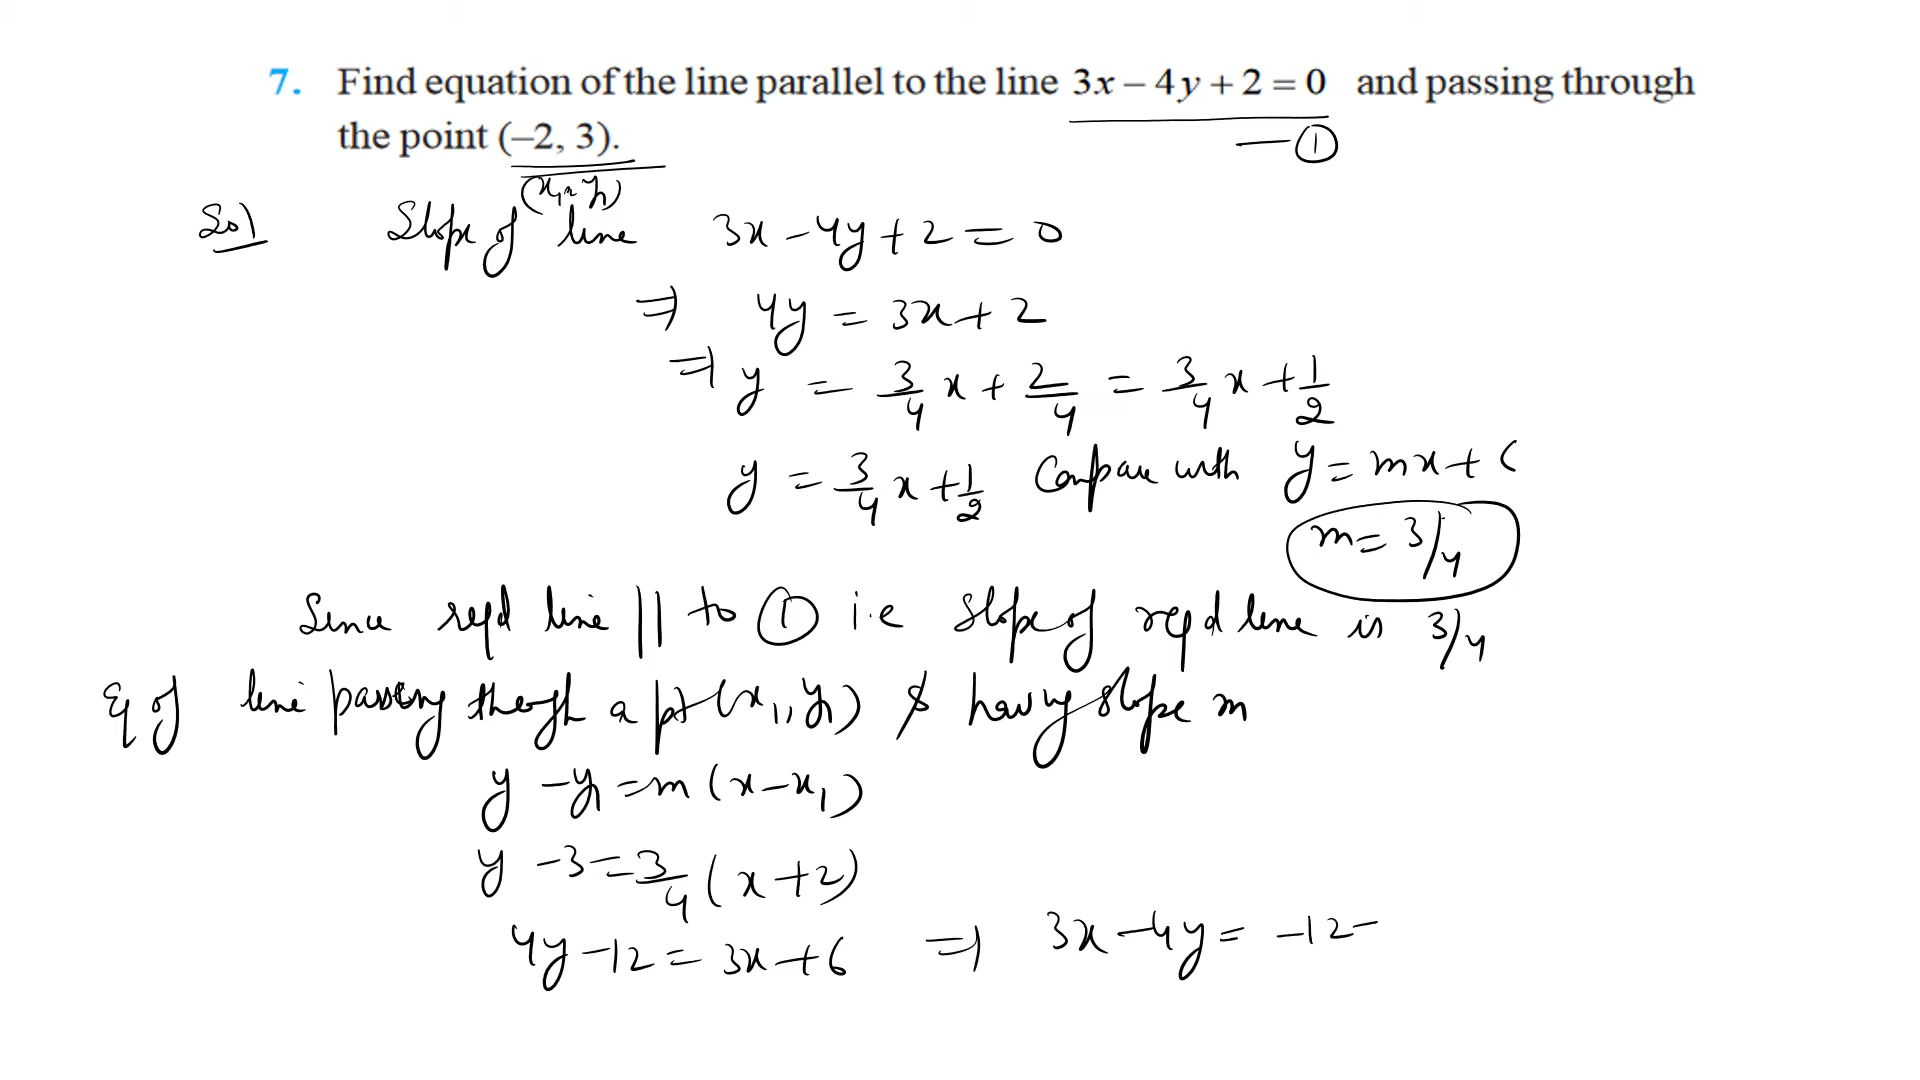 7. Find equation of the line parallel to the line 3x – 4y + 2 = 0 and passing through
the point (–2, 3).
— ①
(x₁, y₁)
Sol Slope of line 3x - 4y + 2 = 0
⇒ 4y = 3x + 2
⇒ y = 3/4 x + 2/4 = 3/4 x + 1/2
y = 3/4 x + 1/2 Compare with y = mx + c
m = 3/4
Since reqd line || to ① i.e slope of reqd line is 3/4
Eq of line passing through a pt (x₁, y₁) & having slope m
y - y₁ = m (x - x₁)
y - 3 = 3/4 (x + 2)
4y - 12 = 3x + 6 ⇒ 3x - 4y = -12 -